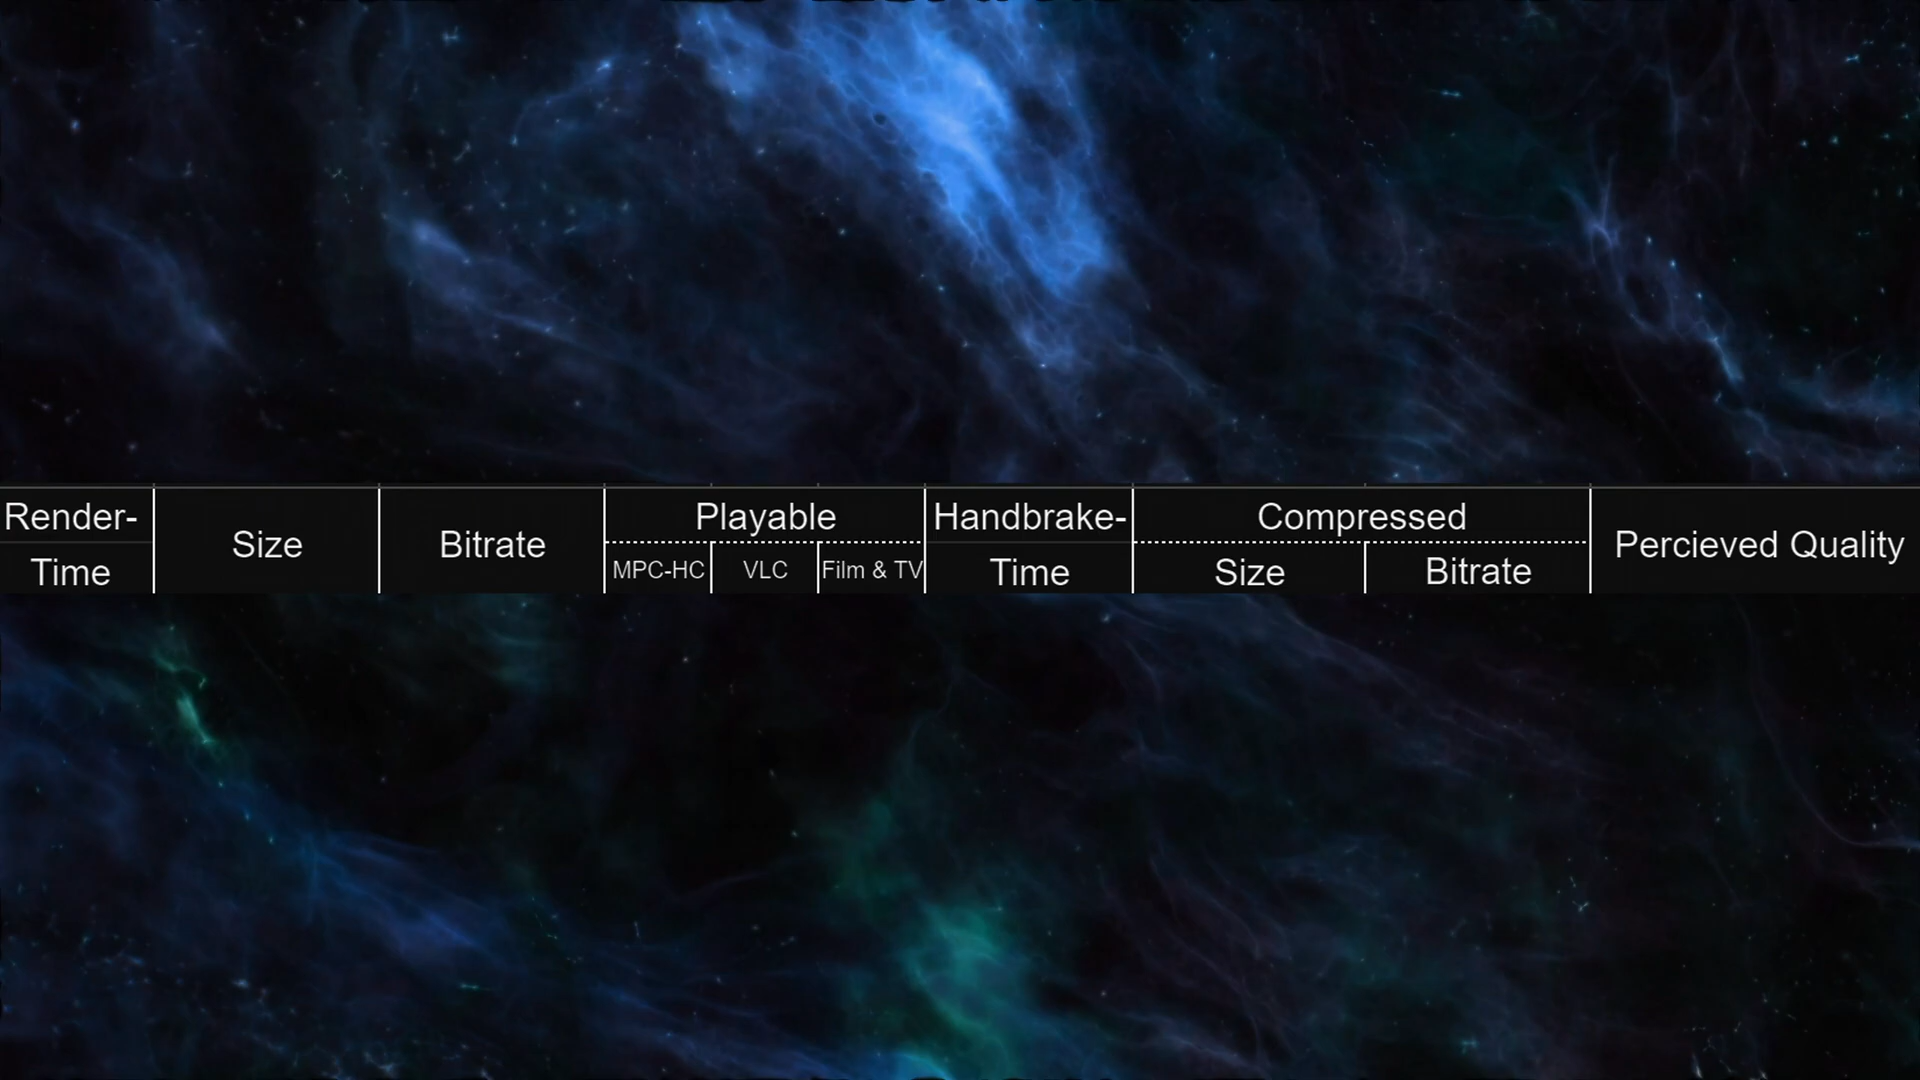 Render-
Time
Size
Bitrate
Playable
MPC-HC
VLC
Film & TV
Handbrake-
Time
Compressed
Size
Bitrate
Percieved Quality